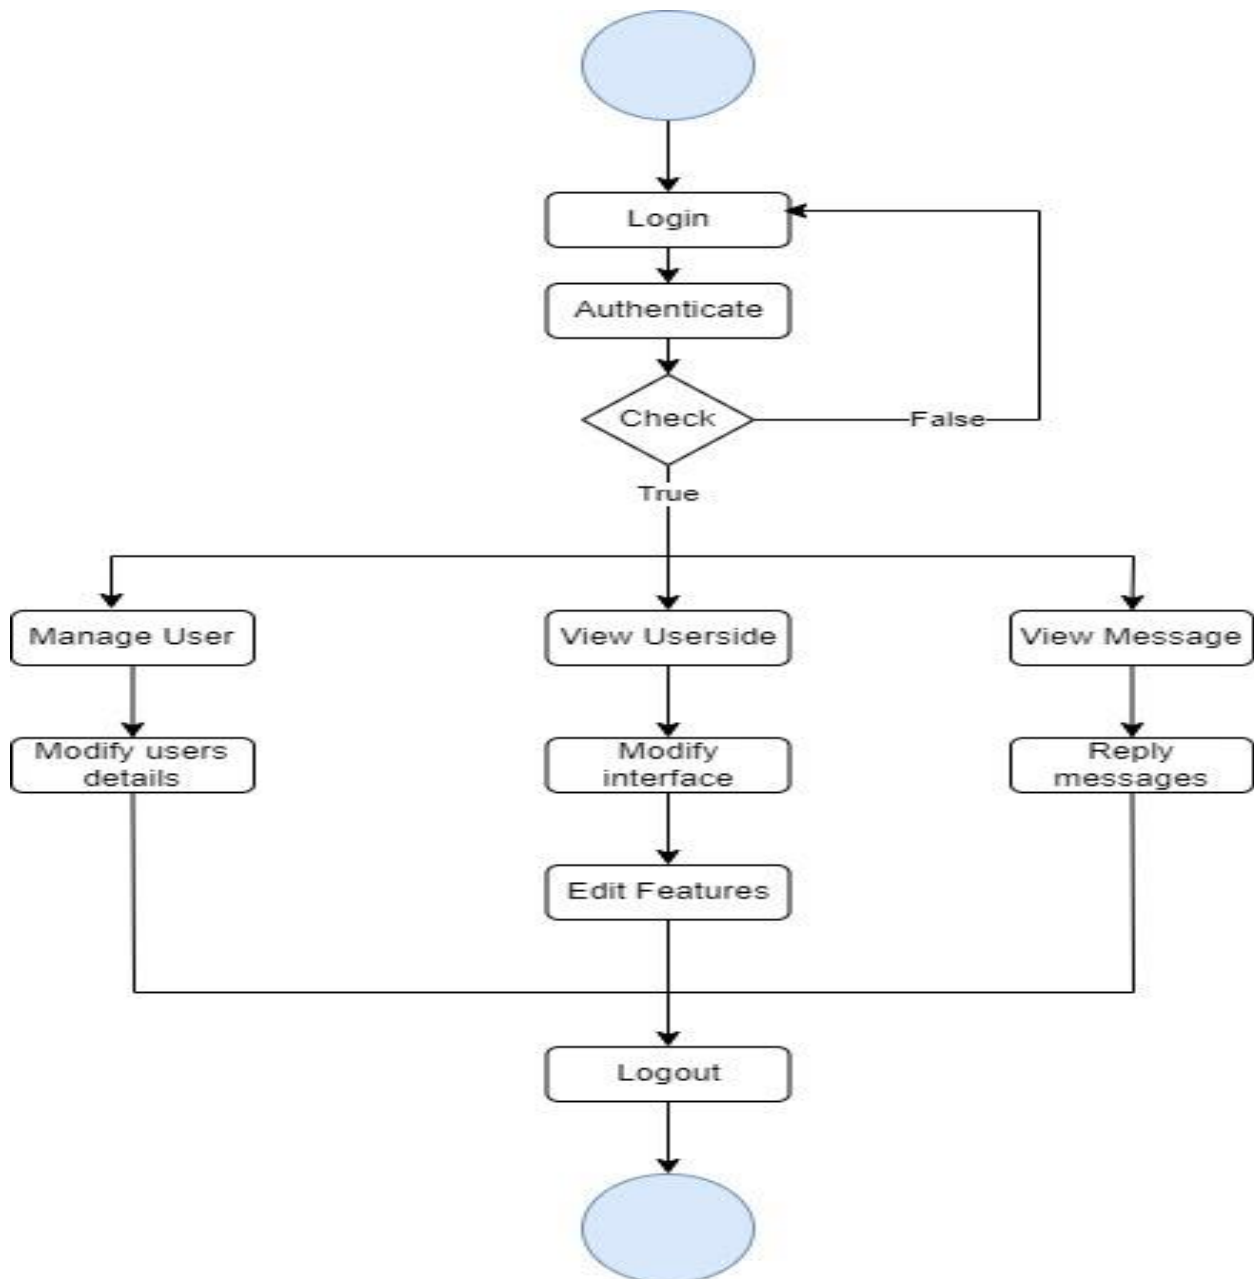 Login
Authenticate
Check
False
True
Manage User
View Userside
View Message
Modify users
details
Modify
interface
Reply
messages
Edit Features
Logout